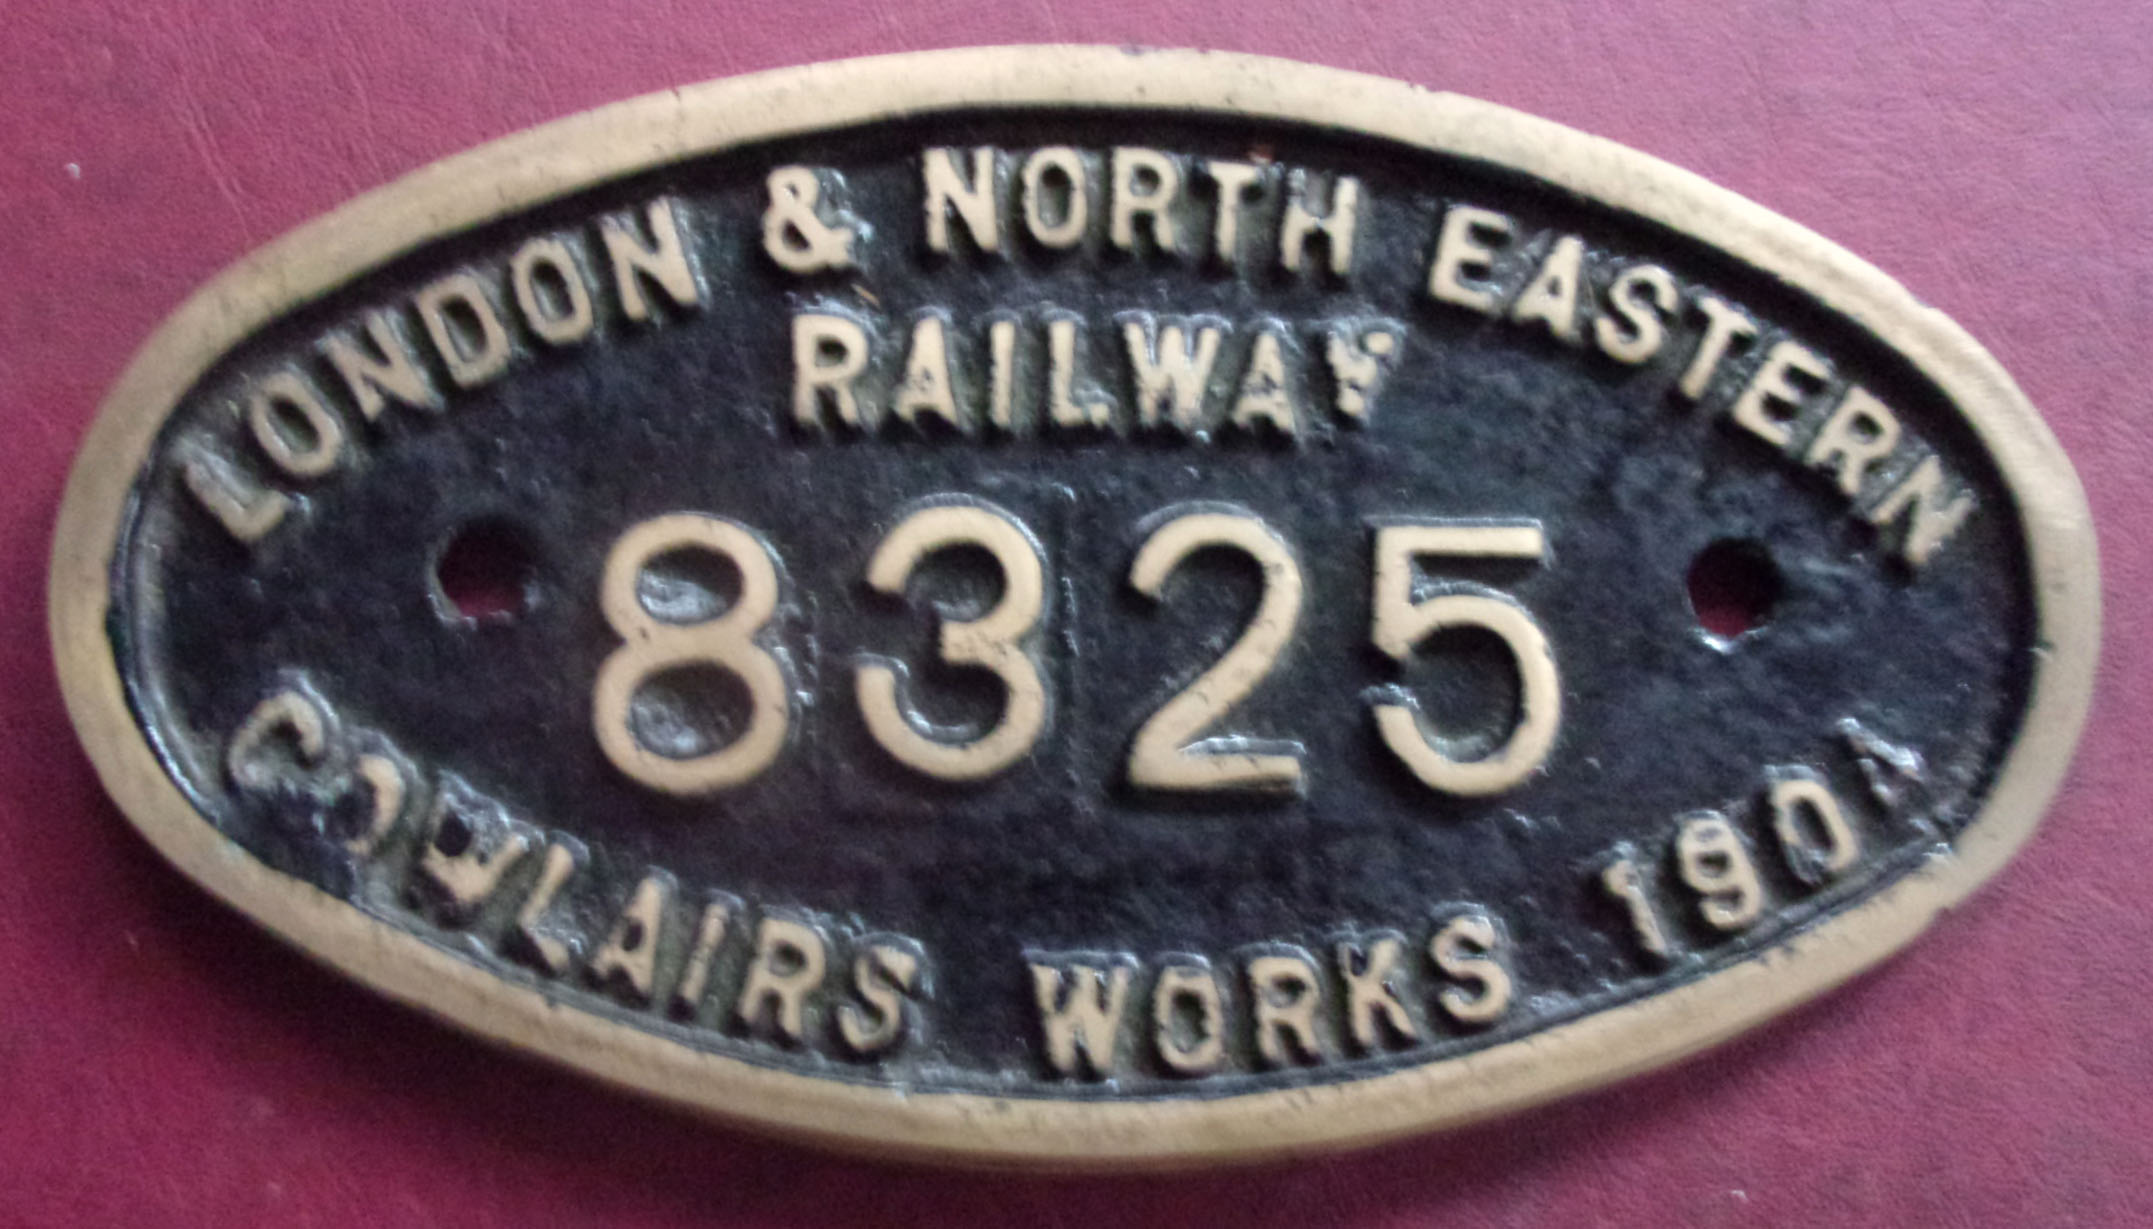 LONDON & NORTH EASTERN
RAILWAY
8325
COWLAIRS WORKS 1904